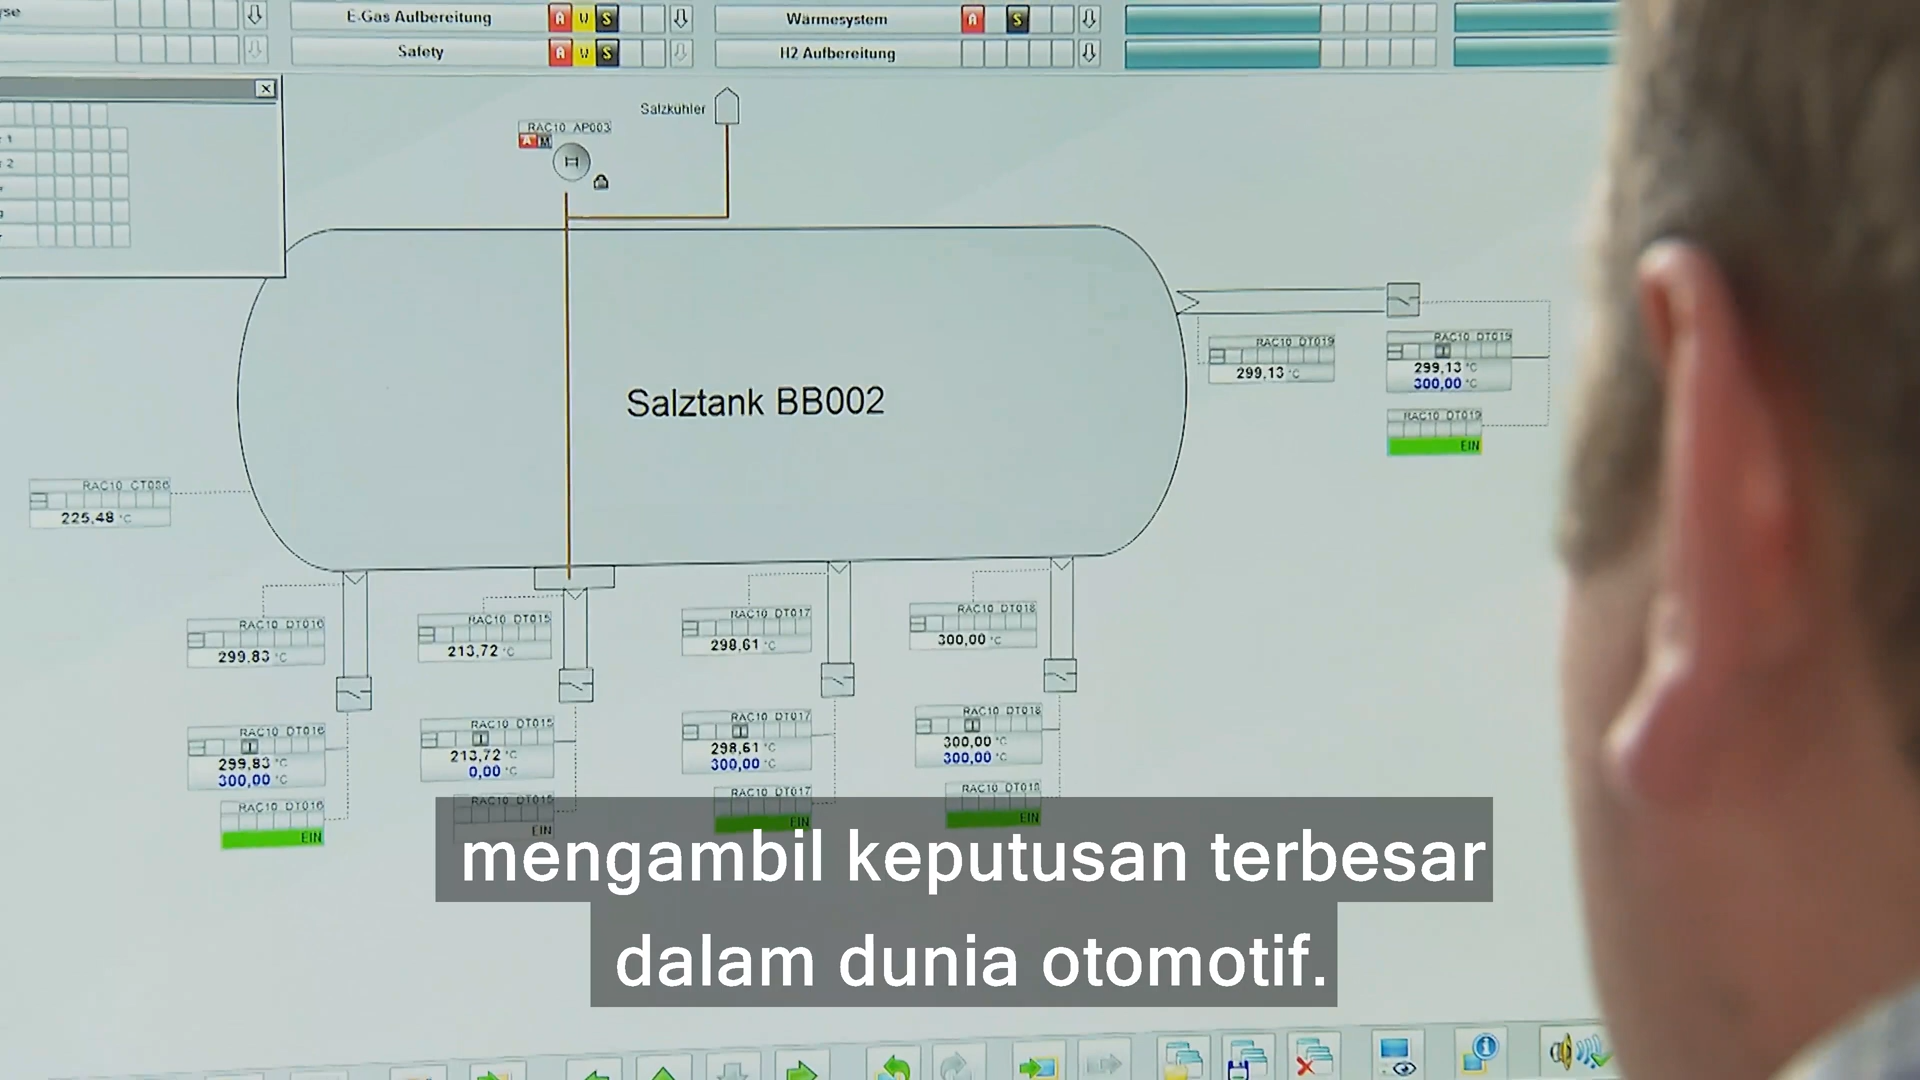 yse
E-Gas Aufbereitung
A W S
Wärmesystem
A S
Safety
A W S
H2 Aufbereitung
Salzkühler
RAC10 AP003
A M
r 1
r 2
Salztank BB002
RAC10 DT019
299,13 °C
RAC10 DT019
299,13 °C
300,00 °C
RAC10 DT019
EIN
RAC10 CT086
225,48 °C
RAC10 DT016
299,83 °C
RAC10 DT015
213,72 °C
RAC10 DT017
298,61 °C
RAC10 DT018
300,00 °C
RAC10 DT016
299,83 °C
300,00 °C
RAC10 DT015
213,72 °C
0,00 °C
RAC10 DT017
298,61 °C
300,00 °C
RAC10 DT018
300,00 °C
300,00 °C
RAC10 DT016
EIN
RAC10 DT015
EIN
RAC10 DT017
EIN
RAC10 DT018
EIN
mengambil keputusan terbesar
dalam dunia otomotif.